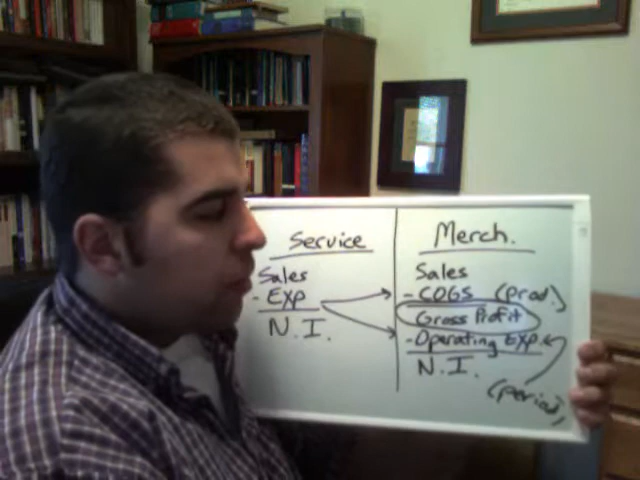 Service
Sales
- Exp
N.I.
Merch.
Sales
- COGS (prod.)
Gross Profit
- Operating Exp.
N.I.
(period)